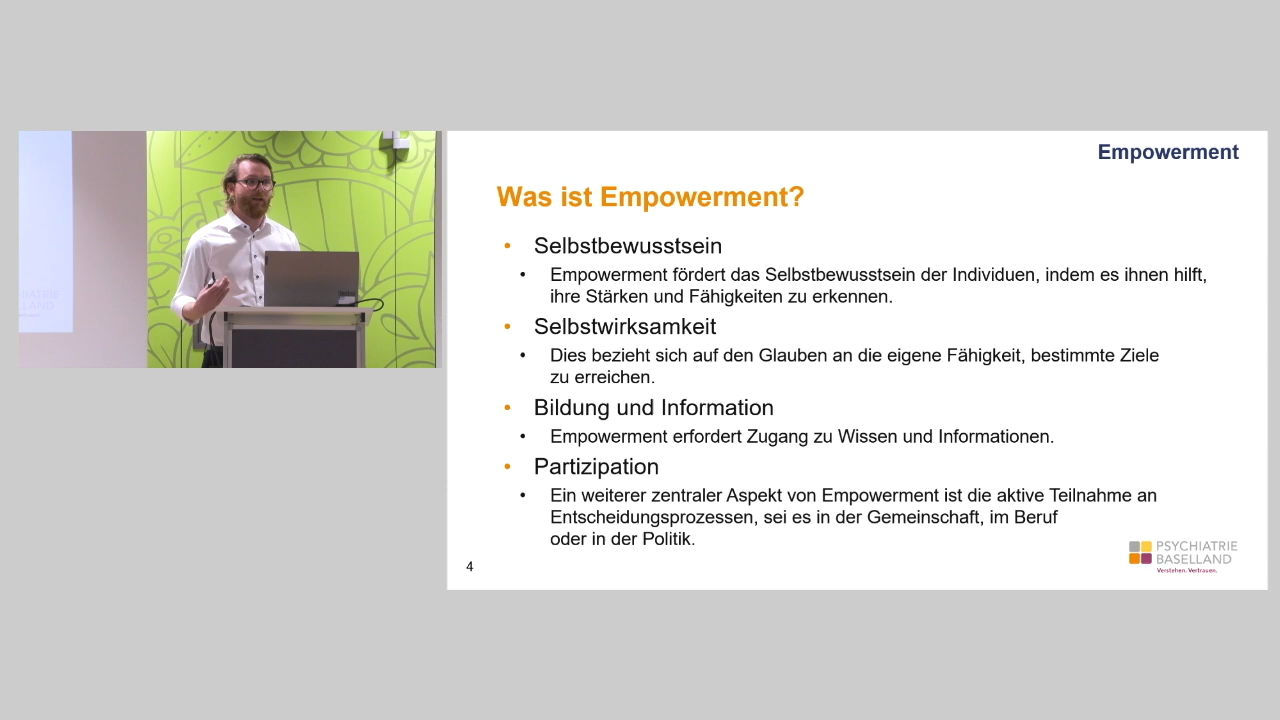 Empowerment
Was ist Empowerment?
• Selbstbewusstsein
• Empowerment fördert das Selbstbewusstsein der Individuen, indem es ihnen hilft,
ihre Stärken und Fähigkeiten zu erkennen.
• Selbstwirksamkeit
• Dies bezieht sich auf den Glauben an die eigene Fähigkeit, bestimmte Ziele
zu erreichen.
• Bildung und Information
• Empowerment erfordert Zugang zu Wissen und Informationen.
• Partizipation
• Ein weiterer zentraler Aspekt von Empowerment ist die aktive Teilnahme an
Entscheidungsprozessen, sei es in der Gemeinschaft, im Beruf
oder in der Politik.
4
PSYCHIATRIE
BASELLAND
Verstehen. Vertrauen.